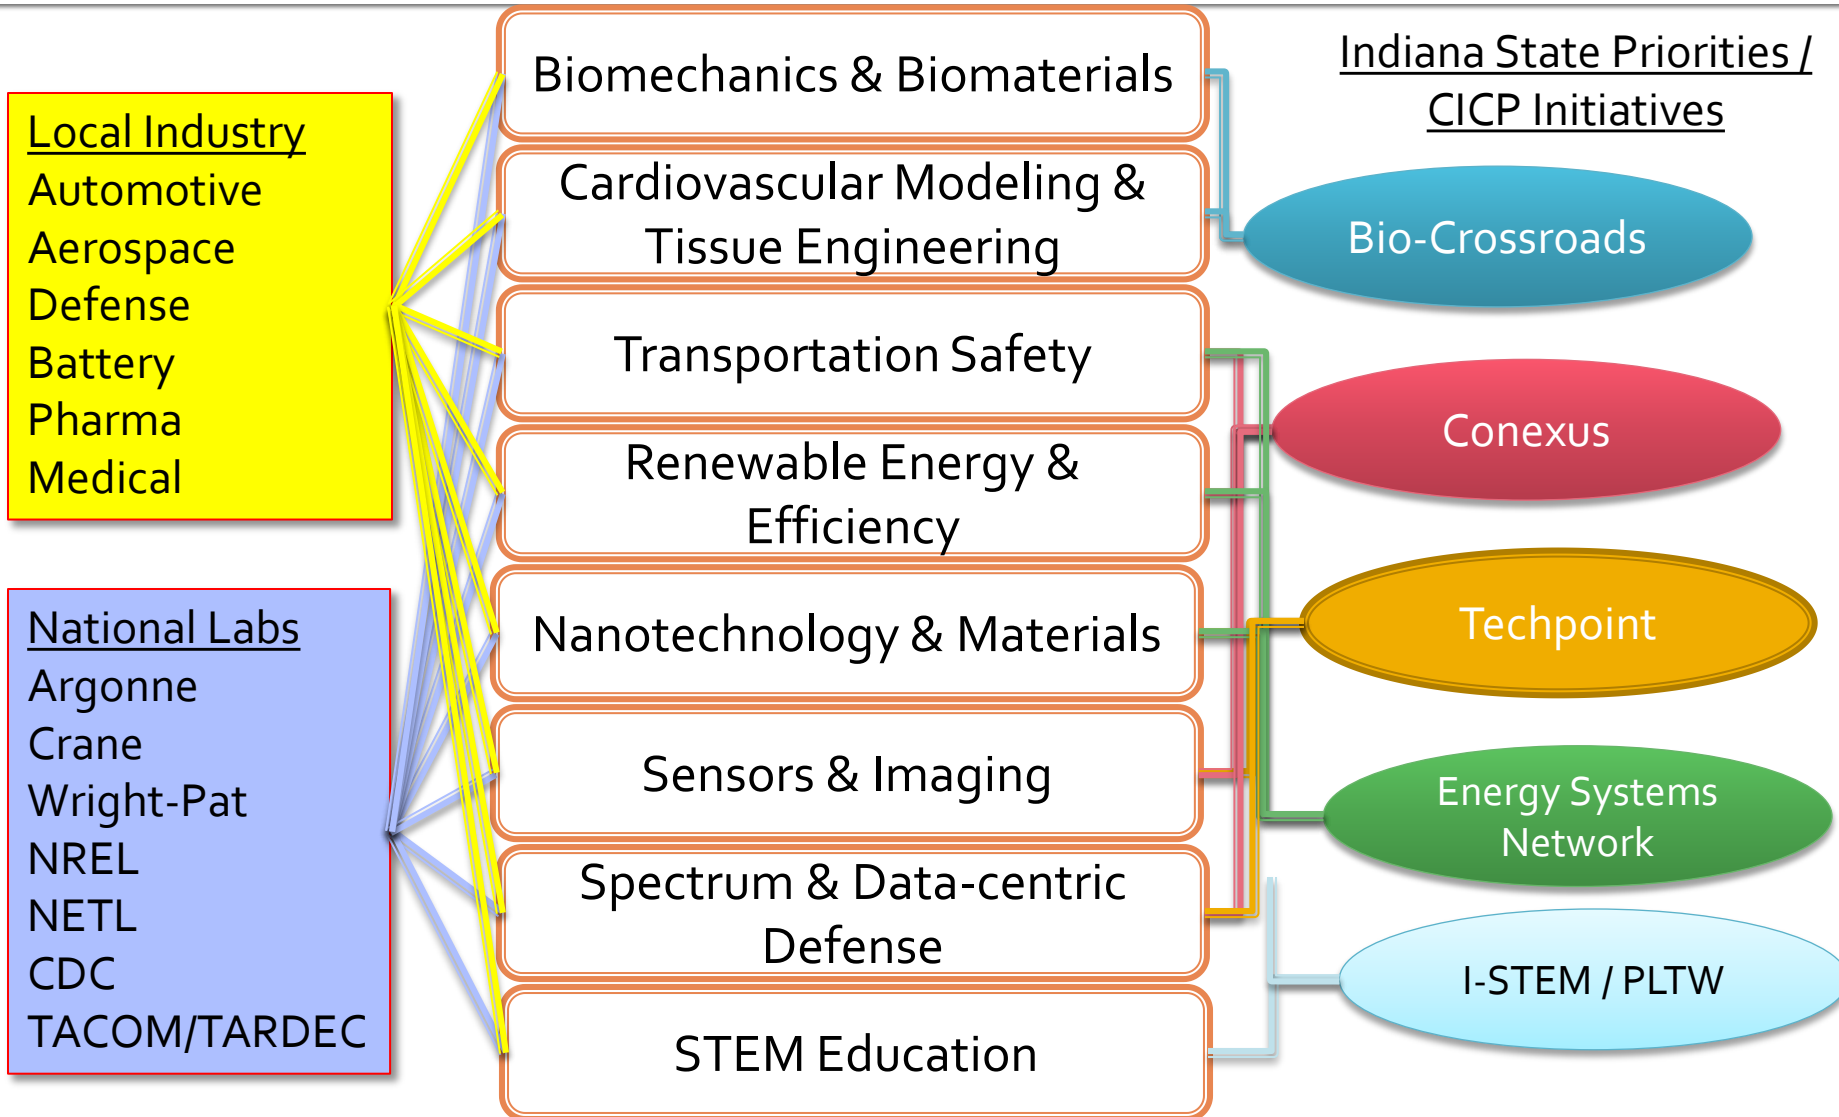 Local Industry
Automotive
Aerospace
Defense
Battery
Pharma
Medical
National Labs
Argonne
Crane
Wright-Pat
NREL
NETL
CDC
TACOM/TARDEC
Biomechanics & Biomaterials
Cardiovascular Modeling &
Tissue Engineering
Transportation Safety
Renewable Energy &
Efficiency
Nanotechnology & Materials
Sensors & Imaging
Spectrum & Data-centric
Defense
STEM Education
Indiana State Priorities /
CICP Initiatives
Bio-Crossroads
Conexus
Techpoint
Energy Systems
Network
I-STEM / PLTW